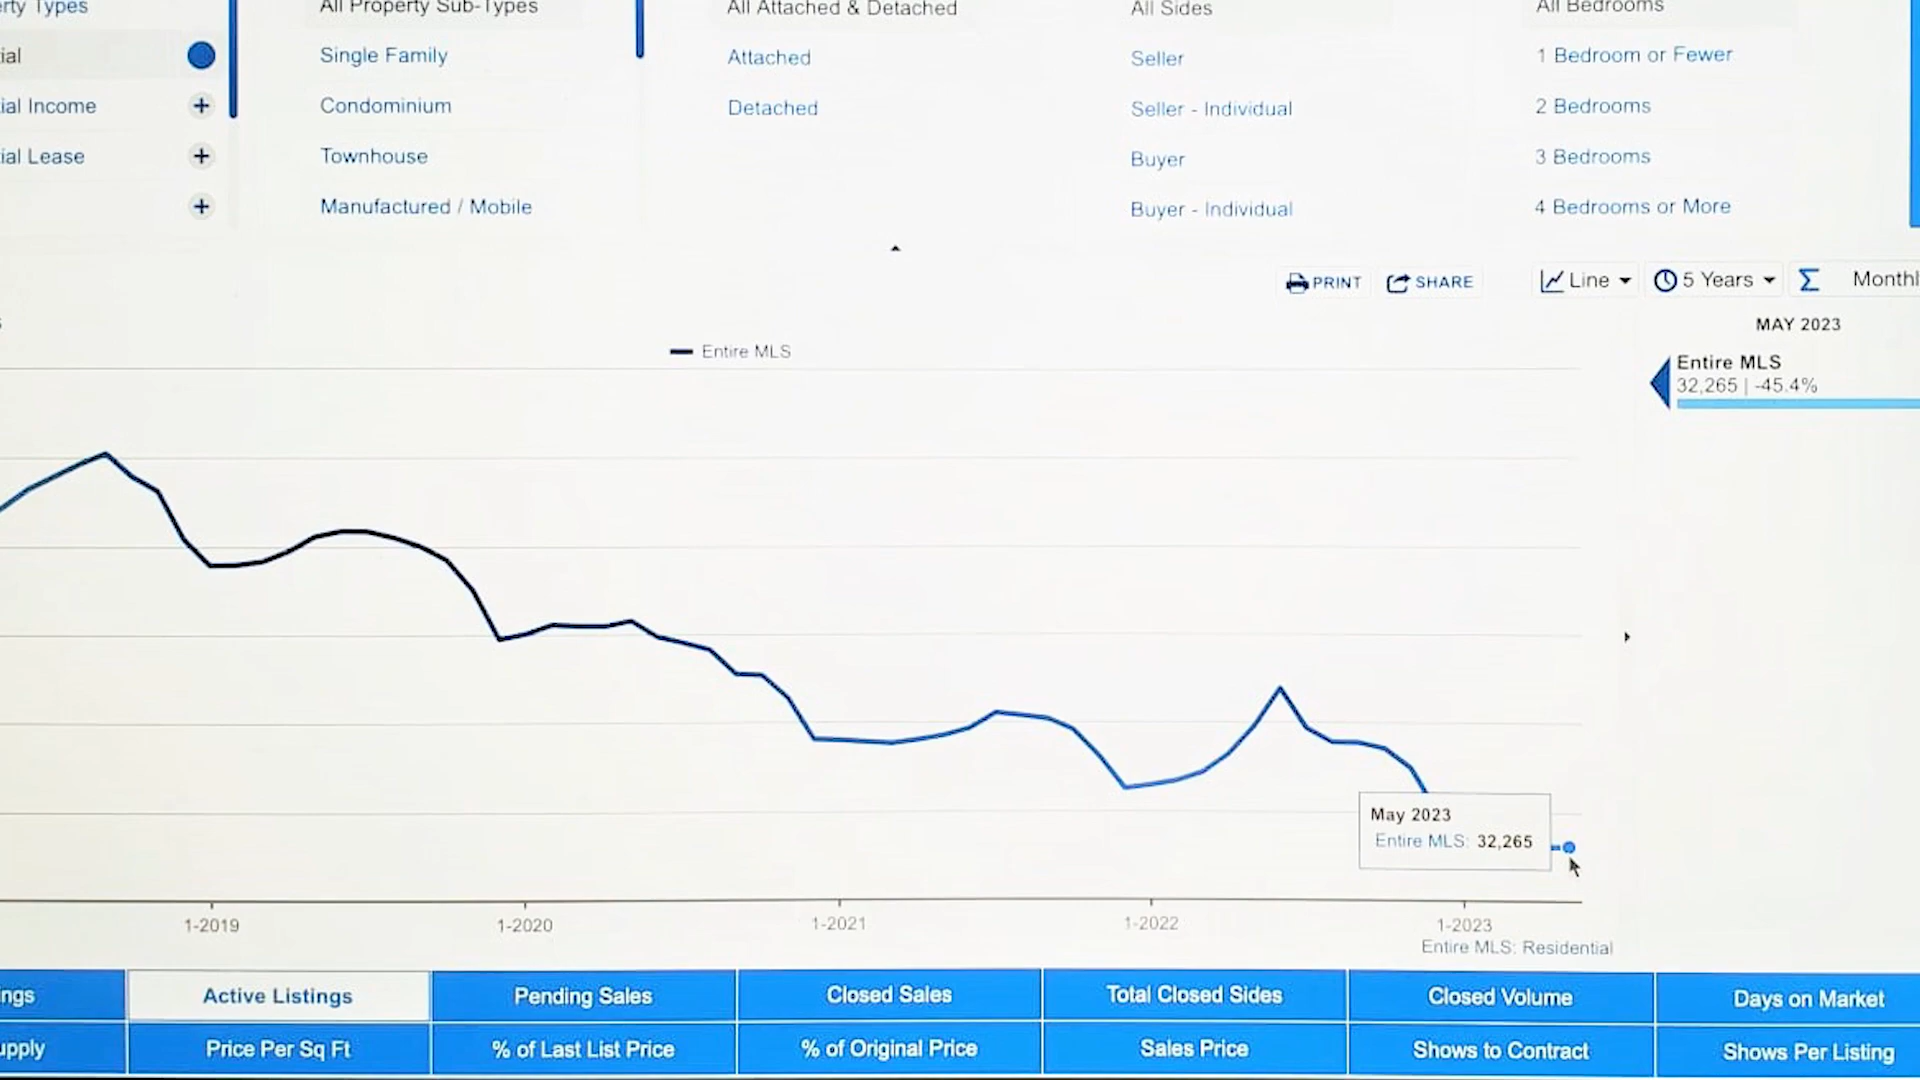 rty Types
All Property Sub-Types
All Attached & Detached
All Sides
All Bedrooms
ial
Single Family
Attached
Seller
1 Bedroom or Fewer
ial Income
Condominium
Detached
Seller - Individual
2 Bedrooms
ial Lease
Townhouse
Buyer
3 Bedrooms
Manufactured / Mobile
Buyer - Individual
4 Bedrooms or More
PRINT
SHARE
Line
5 Years
Σ
Monthl
MAY 2023
Entire MLS
Entire MLS
32,265 | -45.4%
May 2023
Entire MLS: 32,265
1-2019
1-2020
1-2021
1-2022
1-2023
Entire MLS: Residential
ngs
Active Listings
Pending Sales
Closed Sales
Total Closed Sides
Closed Volume
Days on Market
upply
Price Per Sq Ft
% of Last List Price
% of Original Price
Sales Price
Shows to Contract
Shows Per Listing